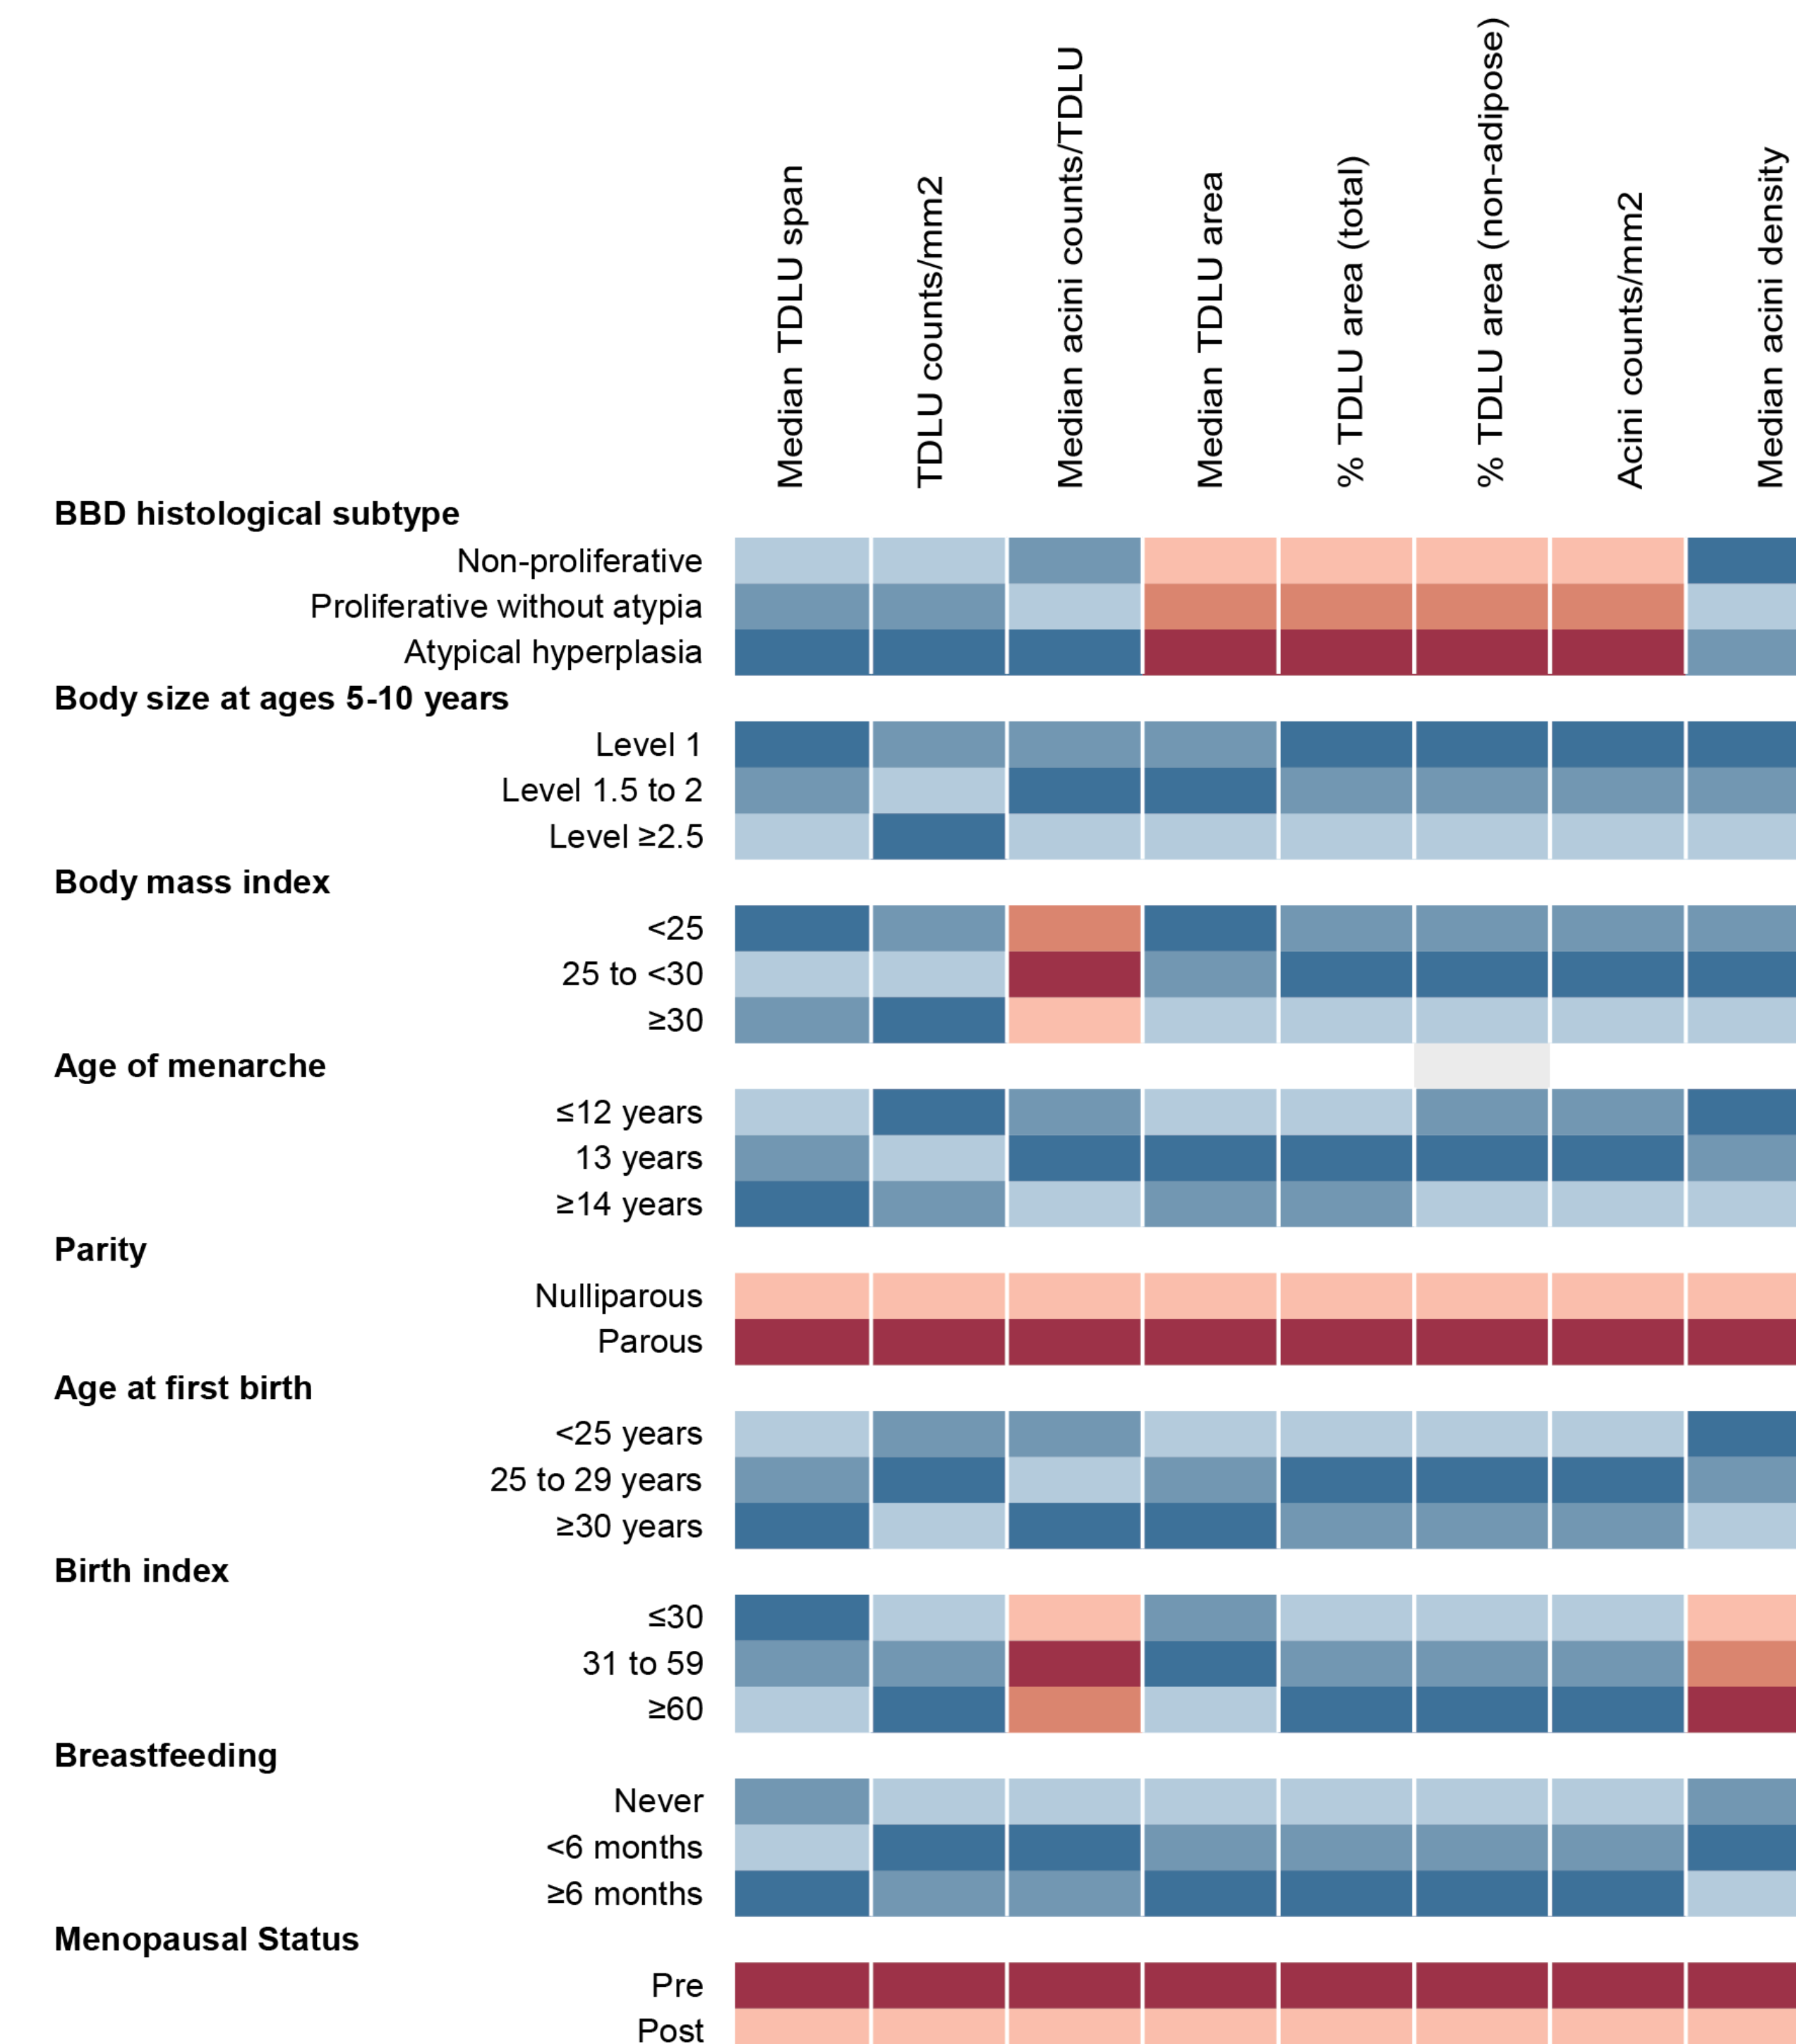 Median TDLU span
TDLU counts/mm2
Median acini counts/TDLU
Median TDLU area
% TDLU area (total)
% TDLU area (non-adipose)
Acini counts/mm2
Median acini density
BBD histological subtype
Non-proliferative
Proliferative without atypia
Atypical hyperplasia
Body size at ages 5-10 years
Level 1
Level 1.5 to 2
Level ≥2.5
Body mass index
<25
25 to <30
≥30
Age of menarche
≤12 years
13 years
≥14 years
Parity
Nulliparous
Parous
Age at first birth
<25 years
25 to 29 years
≥30 years
Birth index
≤30
31 to 59
≥60
Breastfeeding
Never
<6 months
≥6 months
Menopausal Status
Pre
Post